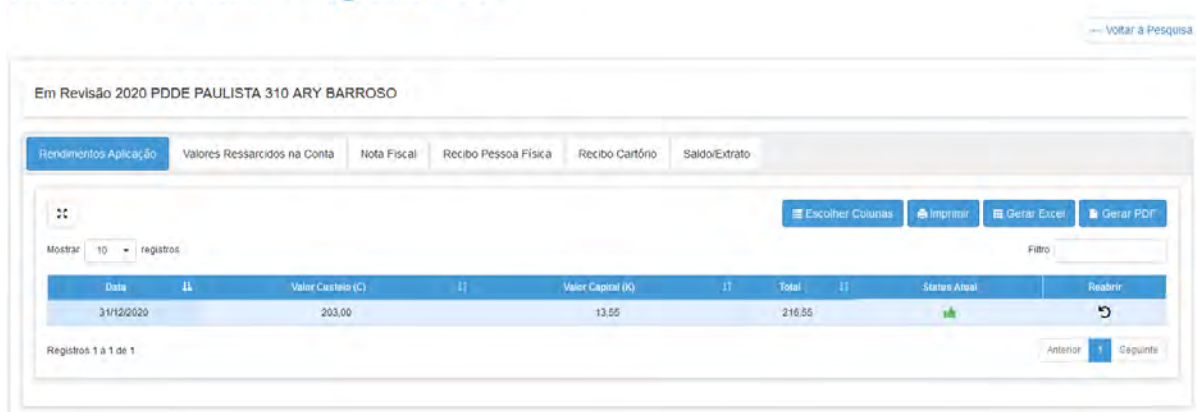 Voltar à Pesquisa
Em Revisão 2020 PDDE PAULISTA 310 ARY BARROSO
Rendimentos Aplicação Valores Ressarcidos na Conta Nota Fiscal Recibo Pessoa Física Recibo Cartório Saldo/Extrato
Escolher Colunas Imprimir Gerar Excel Gerar PDF
Mostrar 10 registros Filtro
Data Valor Custeio (C) Valor Capital (K) Total Status Atual Reabrir
31/12/2020 203,00 13,55 216,55
Registros 1 a 1 de 1 Anterior 1 Seguinte